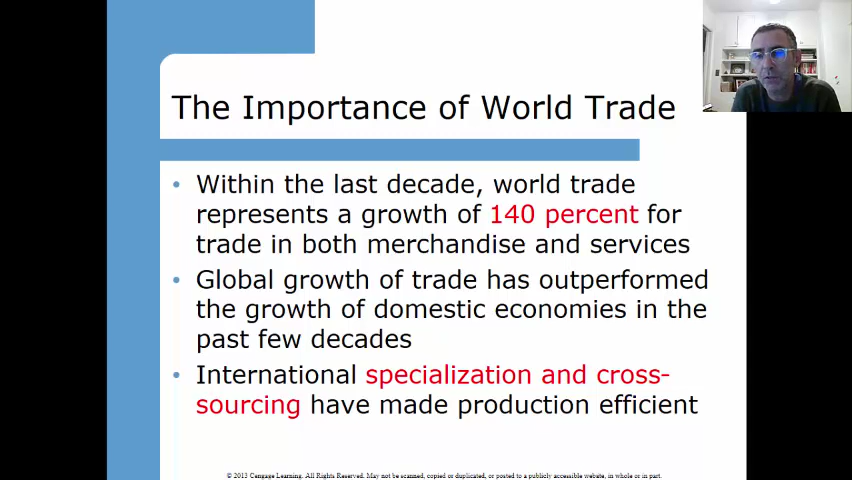 The Importance of World Trade
• Within the last decade, world trade
represents a growth of 140 percent for
trade in both merchandise and services
• Global growth of trade has outperformed
the growth of domestic economies in the
past few decades
• International specialization and cross-
sourcing have made production efficient
© 2013 Cengage Learning. All Rights Reserved. May not be scanned, copied or duplicated, or posted to a publicly accessible website, in whole or in part.